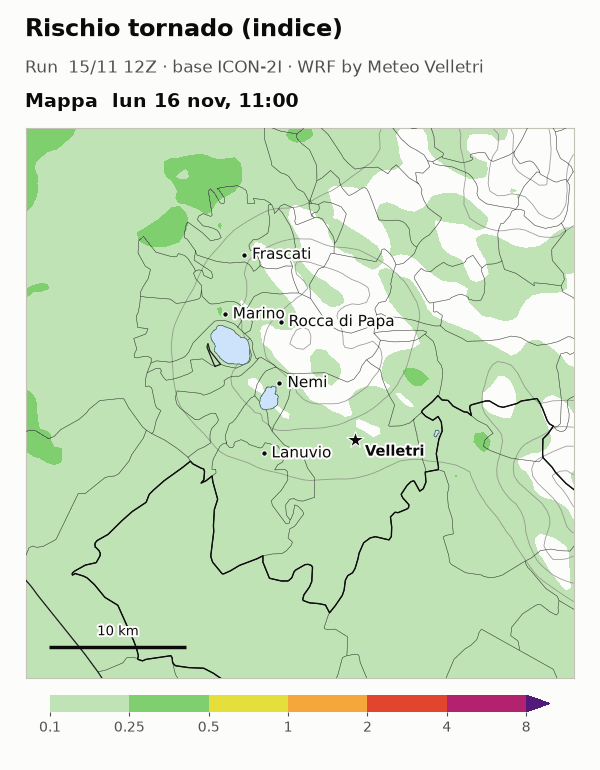 Rischio tornado (indice)
Run  15/11 12Z · base ICON-2I · WRF by Meteo Velletri
Mappa  lun 16 nov, 11:00
Frascati
Marino
Rocca di Papa
Nemi
Velletri
Lanuvio
10 km
0.1 0.25 0.5 1 2 4 8